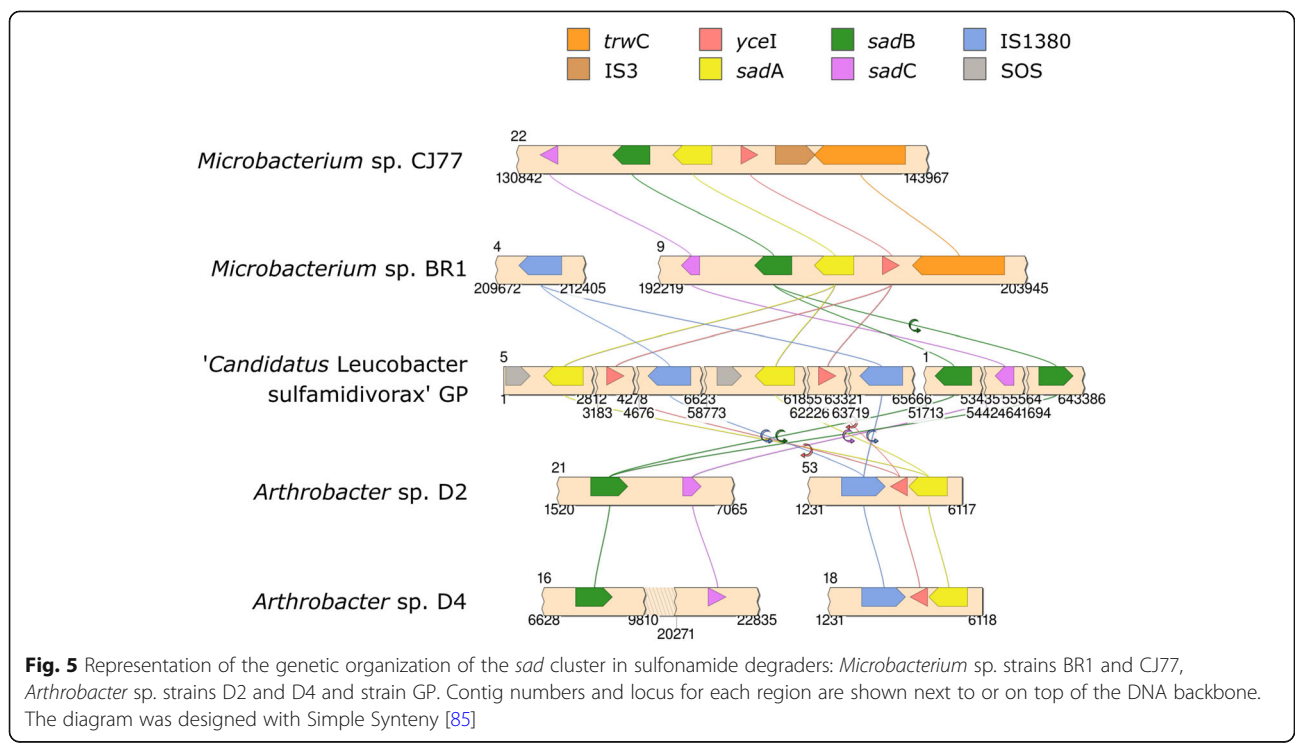 trwC yceI sadB IS1380
IS3 sadA sadC SOS
22
Microbacterium sp. CJ77
130842 143967
4 9
Microbacterium sp. BR1
209672 212405 192219 203945
5 1
'Candidatus Leucobacter
sulfamidivorax' GP
1 2812 4278 6623 61855 63321 65666 53435 55564 643386
3183 4676 58773 62226 63719 51713 54424 641694
21 53
Arthrobacter sp. D2
1520 7065 1231 6117
16 18
Arthrobacter sp. D4
6628 9810 22835 1231 6118
20271
Fig. 5 Representation of the genetic organization of the sad cluster in sulfonamide degraders: Microbacterium sp. strains BR1 and CJ77,
Arthrobacter sp. strains D2 and D4 and strain GP. Contig numbers and locus for each region are shown next to or on top of the DNA backbone.
The diagram was designed with Simple Synteny [85]